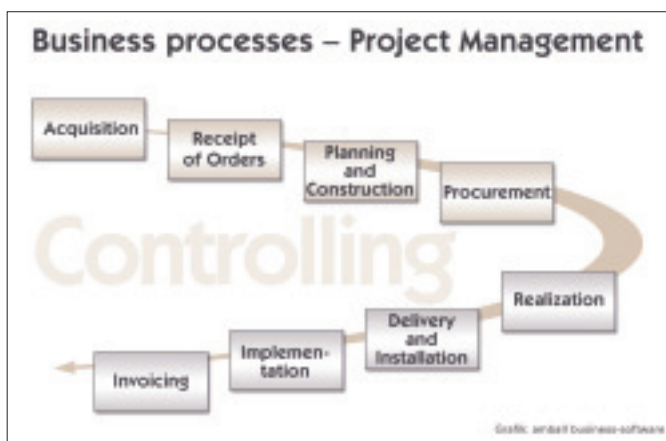 Business processes – Project Management
Acquisition
Receipt
of Orders
Planning
and
Construction
Procurement
Controlling
Realization
Delivery
and
Installation
Implemen-
tation
Invoicing
Grafik: business-software